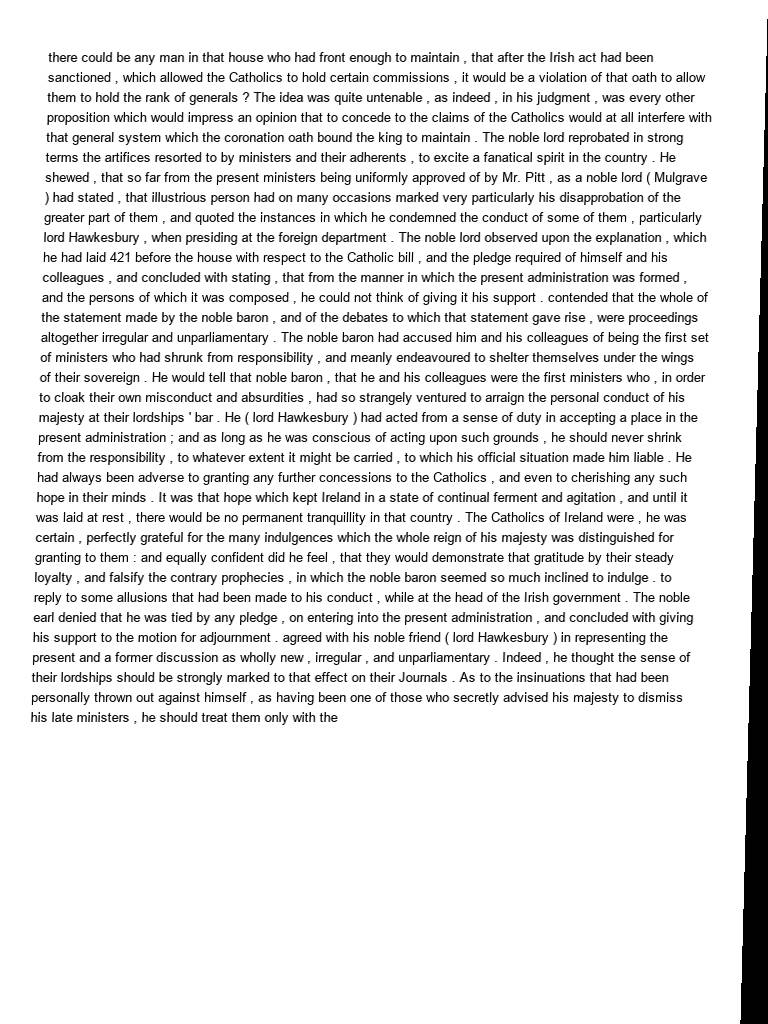 there could be any man in that house who had front enough to maintain , that after the Irish act had been
sanctioned , which allowed the Catholics to hold certain commissions , it would be a violation of that oath to allow
them to hold the rank of generals ? The idea was quite untenable , as indeed , in his judgment , was every other
proposition which would impress an opinion that to concede to the claims of the Catholics would at all interfere with
that general system which the coronation oath bound the king to maintain . The noble lord reprobated in strong
terms the artifices resorted to by ministers and their adherents , to excite a fanatical spirit in the country . He
shewed , that so far from the present ministers being uniformly approved of by Mr. Pitt , as a noble lord ( Mulgrave
) had stated , that illustrious person had on many occasions marked very particularly his disapprobation of the
greater part of them , and quoted the instances in which he condemned the conduct of some of them , particularly
lord Hawkesbury , when presiding at the foreign department . The noble lord observed upon the explanation , which
he had laid 421 before the house with respect to the Catholic bill , and the pledge required of himself and his
colleagues , and concluded with stating , that from the manner in which the present administration was formed ,
and the persons of which it was composed , he could not think of giving it his support . contended that the whole of
the statement made by the noble baron , and of the debates to which that statement gave rise , were proceedings
altogether irregular and unparliamentary . The noble baron had accused him and his colleagues of being the first set
of ministers who had shrunk from responsibility , and meanly endeavoured to shelter themselves under the wings
of their sovereign . He would tell that noble baron , that he and his colleagues were the first ministers who , in order
to cloak their own misconduct and absurdities , had so strangely ventured to arraign the personal conduct of his
majesty at their lordships ' bar . He ( lord Hawkesbury ) had acted from a sense of duty in accepting a place in the
present administration ; and as long as he was conscious of acting upon such grounds , he should never shrink
from the responsibility , to whatever extent it might be carried , to which his official situation made him liable . He
had always been adverse to granting any further concessions to the Catholics , and even to cherishing any such
hope in their minds . It was that hope which kept Ireland in a state of continual ferment and agitation , and until it
was laid at rest , there would be no permanent tranquillity in that country . The Catholics of Ireland were , he was
certain , perfectly grateful for the many indulgences which the whole reign of his majesty was distinguished for
granting to them : and equally confident did he feel , that they would demonstrate that gratitude by their steady
loyalty , and falsify the contrary prophecies , in which the noble baron seemed so much inclined to indulge . to
reply to some allusions that had been made to his conduct , while at the head of the Irish government . The noble
earl denied that he was tied by any pledge , on entering into the present administration , and concluded with giving
his support to the motion for adjournment . agreed with his noble friend ( lord Hawkesbury ) in representing the
present and a former discussion as wholly new , irregular , and unparliamentary . Indeed , he thought the sense of
their lordships should be strongly marked to that effect on their Journals . As to the insinuations that had been
personally thrown out against himself , as having been one of those who secretly advised his majesty to dismiss
his late ministers , he should treat them only with the